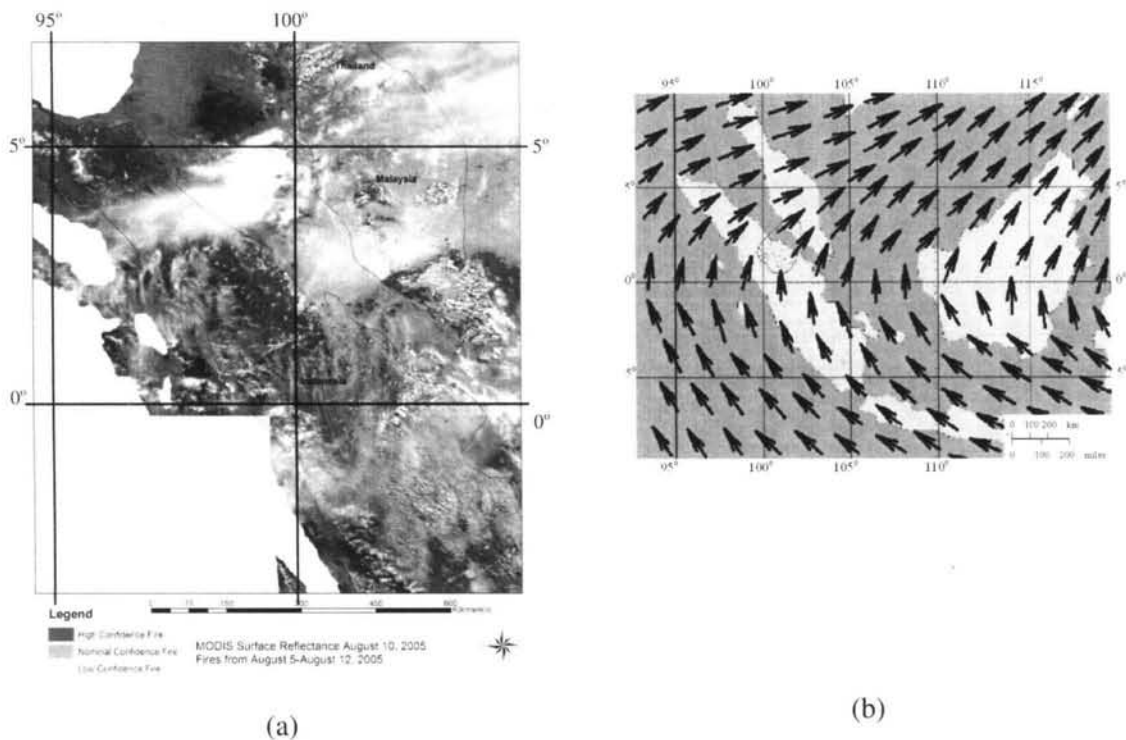 95°
100°
Thailand
5°
5°
Malaysia
0°
0°
Legend
High Confidence Fire
Nominal Confidence Fire
Low Confidence Fire
Kilometers
MODIS Surface Reflectance August 10, 2005
Fires from August 5-August 12, 2005
(a)
95°
100°
105°
110°
115°
5°
5°
0°
0°
5°
5°
0 100 200 km
0 100 200 miles
95°
100°
105°
110°
(b)